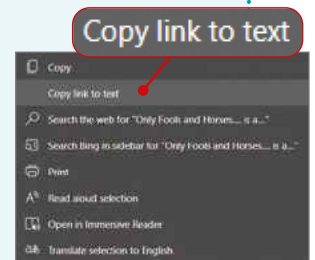 Copy link to text
Copy
Copy link to text
Search the web for "Only Fools and Horses... is a..."
Search Bing in sidebar for "Only Fools and Horses... is a..."
Print
Read aloud selection
Open in Immersive Reader
Translate selection to English